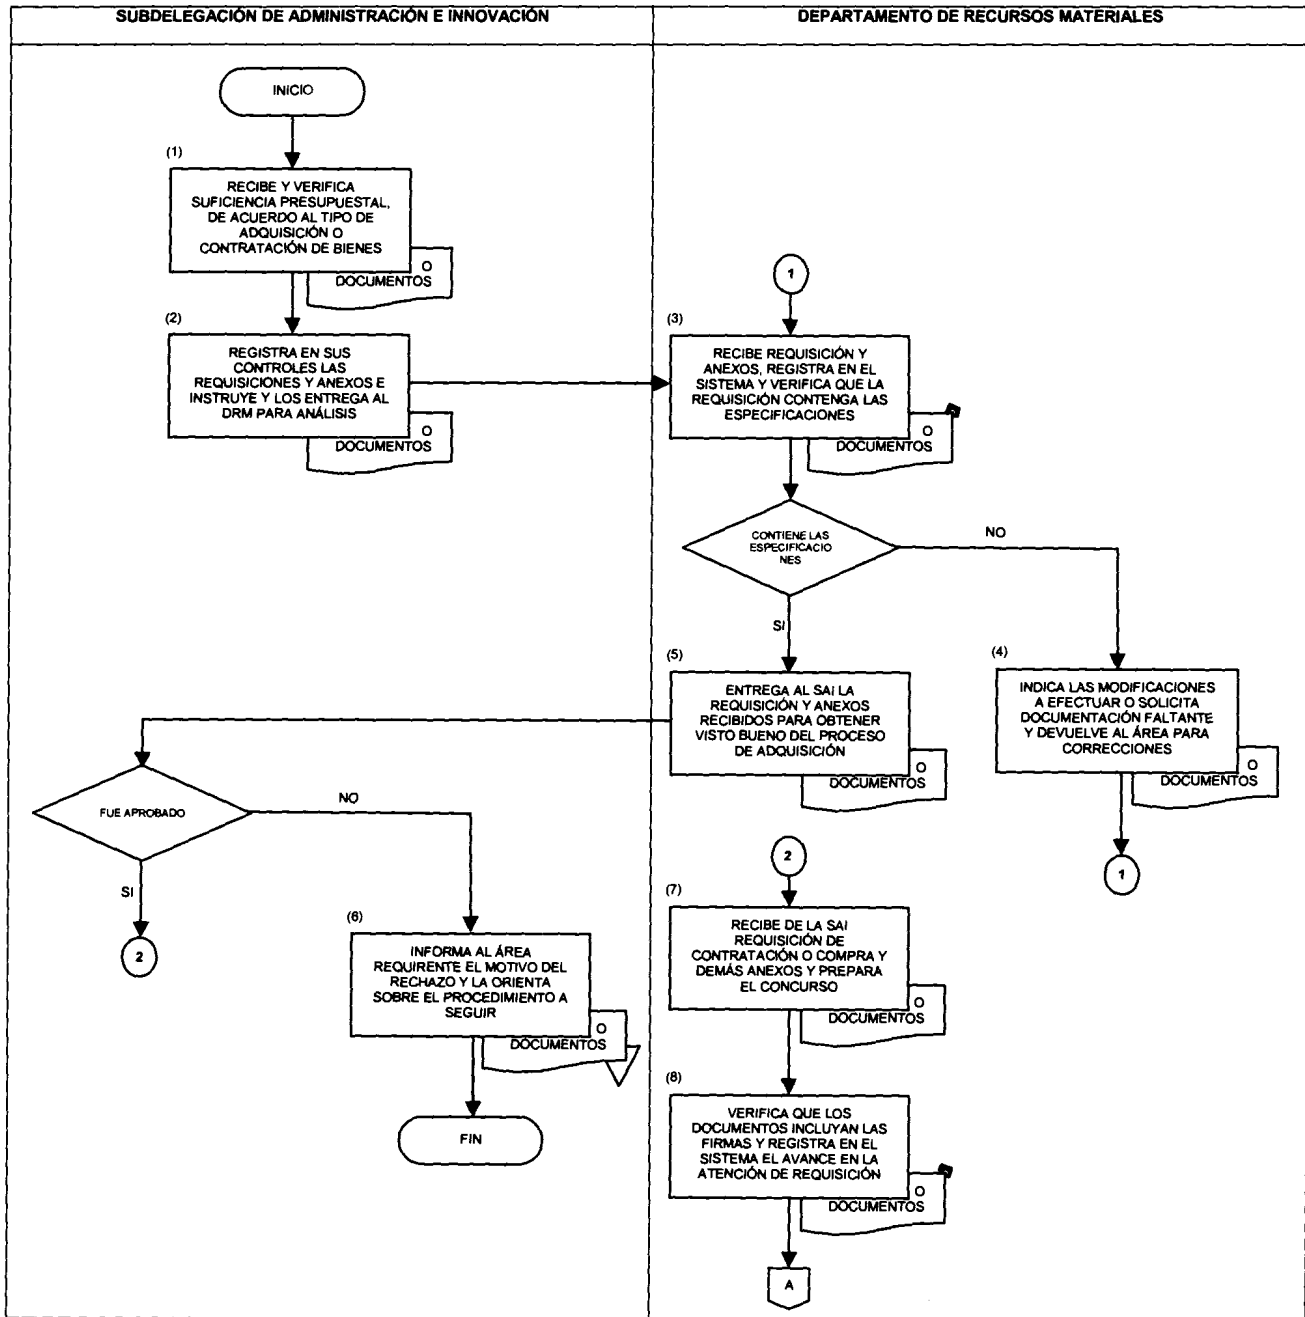 SUBDELEGACIÓN DE ADMINISTRACIÓN E INNOVACIÓN
DEPARTAMENTO DE RECURSOS MATERIALES
INICIO
(1)
RECIBE Y VERIFICA
SUFICIENCIA PRESUPUESTAL,
DE ACUERDO AL TIPO DE
ADQUISICIÓN O
CONTRATACIÓN DE BIENES
O
DOCUMENTOS
(2)
REGISTRA EN SUS
CONTROLES LAS
REQUISICIONES Y ANEXOS E
INSTRUYE Y LOS ENTREGA AL
DRM PARA ANÁLISIS
O
DOCUMENTOS
1
(3)
RECIBE REQUISICIÓN Y
ANEXOS, REGISTRA EN EL
SISTEMA Y VERIFICA QUE LA
REQUISICIÓN CONTENGA LAS
ESPECIFICACIONES
O
DOCUMENTOS
CONTIENE LAS
ESPECIFICACIO
NES
NO
SI
(4)
INDICA LAS MODIFICACIONES
A EFECTUAR O SOLICITA
DOCUMENTACIÓN FALTANTE
Y DEVUELVE AL ÁREA PARA
CORRECCIONES
O
DOCUMENTOS
1
(5)
ENTREGA AL SAI LA
REQUISICIÓN Y ANEXOS
RECIBIDOS PARA OBTENER
VISTO BUENO DEL PROCESO
DE ADQUISICIÓN
O
DOCUMENTOS
FUE APROBADO
NO
SI
2
(6)
INFORMA AL ÁREA
REQUIRENTE EL MOTIVO DEL
RECHAZO Y LA ORIENTA
SOBRE EL PROCEDIMIENTO A
SEGUIR
O
DOCUMENTOS
FIN
2
(7)
RECIBE DE LA SAI
REQUISICIÓN DE
CONTRATACIÓN O COMPRA Y
DEMÁS ANEXOS Y PREPARA
EL CONCURSO
O
DOCUMENTOS
(8)
VERIFICA QUE LOS
DOCUMENTOS INCLUYAN LAS
FIRMAS Y REGISTRA EN EL
SISTEMA EL AVANCE EN LA
ATENCIÓN DE REQUISICIÓN
O
DOCUMENTOS
A